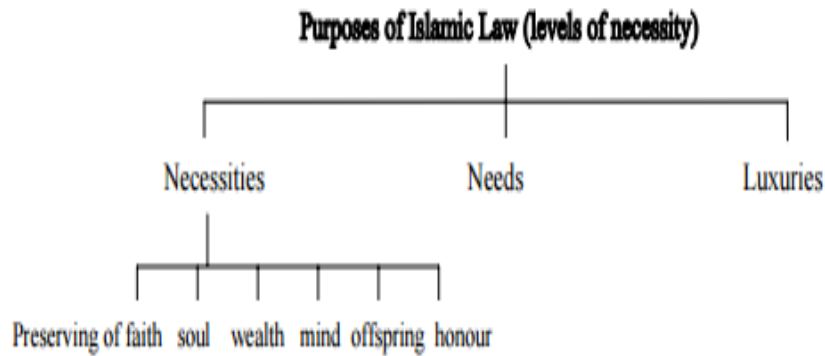 Purposes of Islamic Law (levels of necessity)
Necessities Needs Luxuries
Preserving of faith soul wealth mind offspring honour